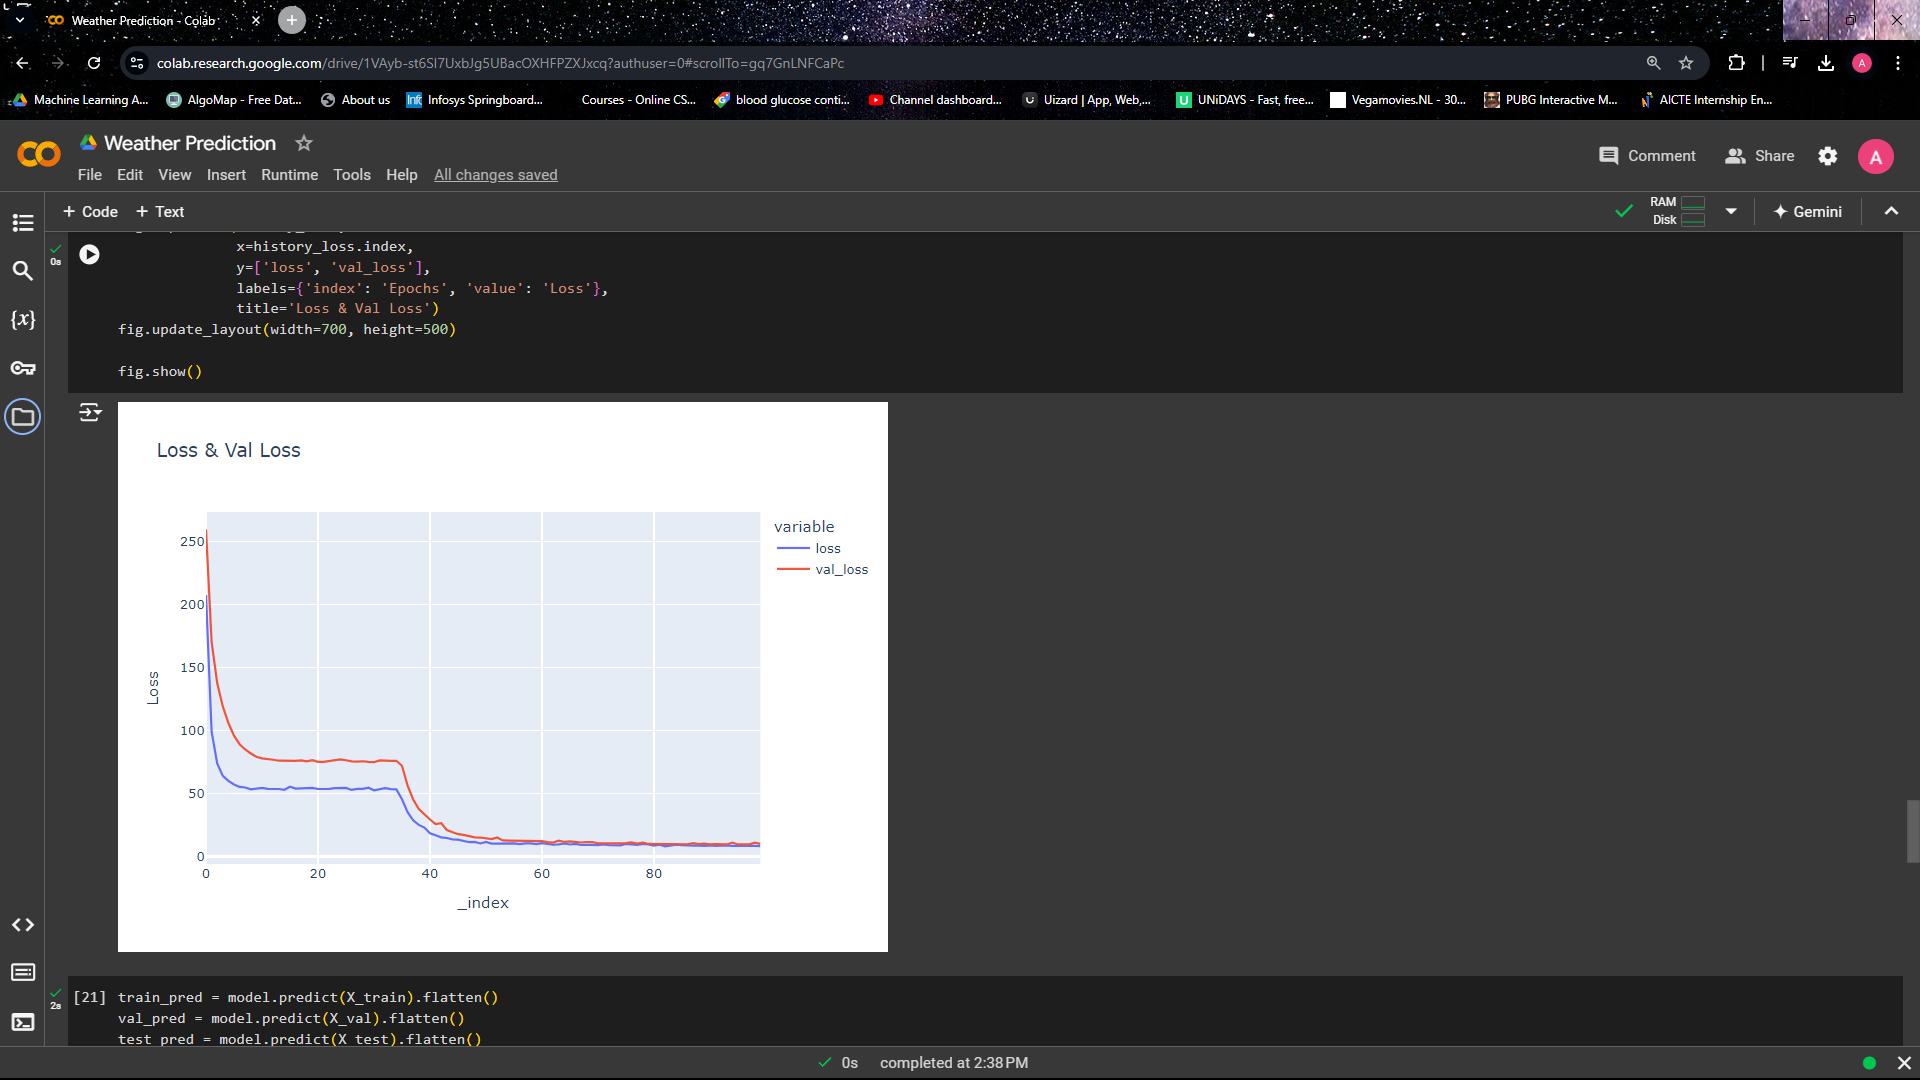 Weather Prediction - Colab
colab.research.google.com/drive/1VAyb-st6SI7UxbJg5UBacOXHFPZXJxcq?authuser=0#scrollTo=gq7GnLNFCaPc
A
Machine Learning A...
AlgoMap - Free Dat...
About us
Infosys Springboard...
Courses - Online CS...
blood glucose conti...
Channel dashboard...
Uizard | App, Web,...
UNiDAYS - Fast, free...
Vegamovies.NL - 30...
PUBG Interactive M...
AICTE Internship En...
Weather Prediction
Comment
Share
A
File Edit View Insert Runtime Tools Help All changes saved
+ Code + Text
RAM
Disk
Gemini
0s
x=history_loss.index,
y=['loss', 'val_loss'],
labels={'index': 'Epochs', 'value': 'Loss'},
title='Loss & Val Loss')
fig.update_layout(width=700, height=500)
fig.show()
Loss & Val Loss
variable
loss
val_loss
250
200
150
100
50
0
Loss
0 20 40 60 80
_index
2s
[21] train_pred = model.predict(X_train).flatten()
val_pred = model.predict(X_val).flatten()
test_pred = model.predict(X_test).flatten()
0s completed at 2:38 PM